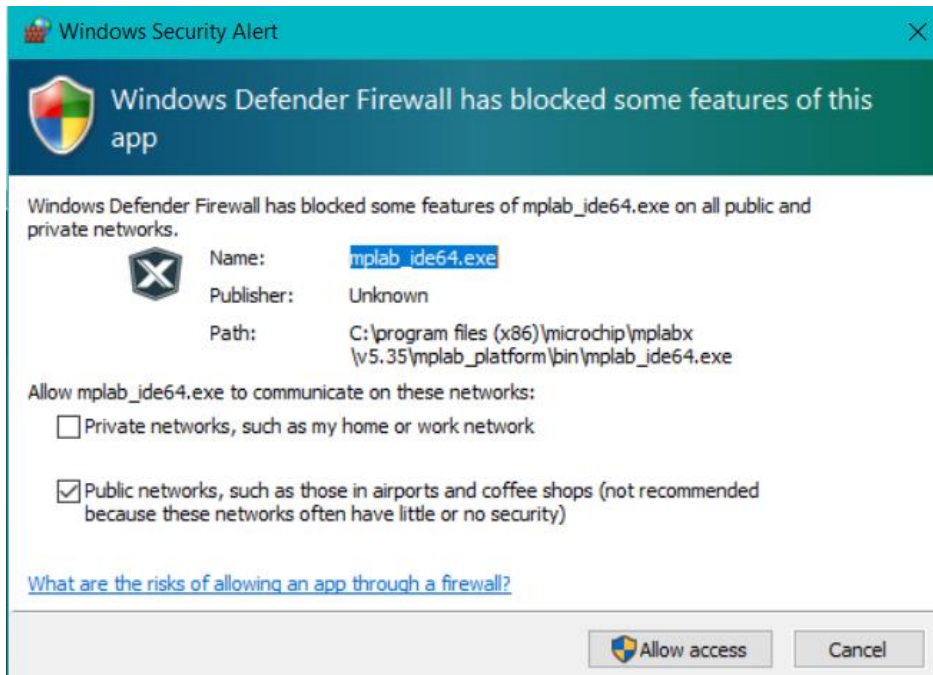 Windows Security Alert
Windows Defender Firewall has blocked some features of this
app
Windows Defender Firewall has blocked some features of mplab_ide64.exe on all public and
private networks.
Name: mplab_ide64.exe
Publisher: Unknown
Path: C:\program files (x86)\microchip\mplabx
\v5.35\mplab_platform\bin\mplab_ide64.exe
Allow mplab_ide64.exe to communicate on these networks:
Private networks, such as my home or work network
Public networks, such as those in airports and coffee shops (not recommended
because these networks often have little or no security)
What are the risks of allowing an app through a firewall?
Allow access Cancel